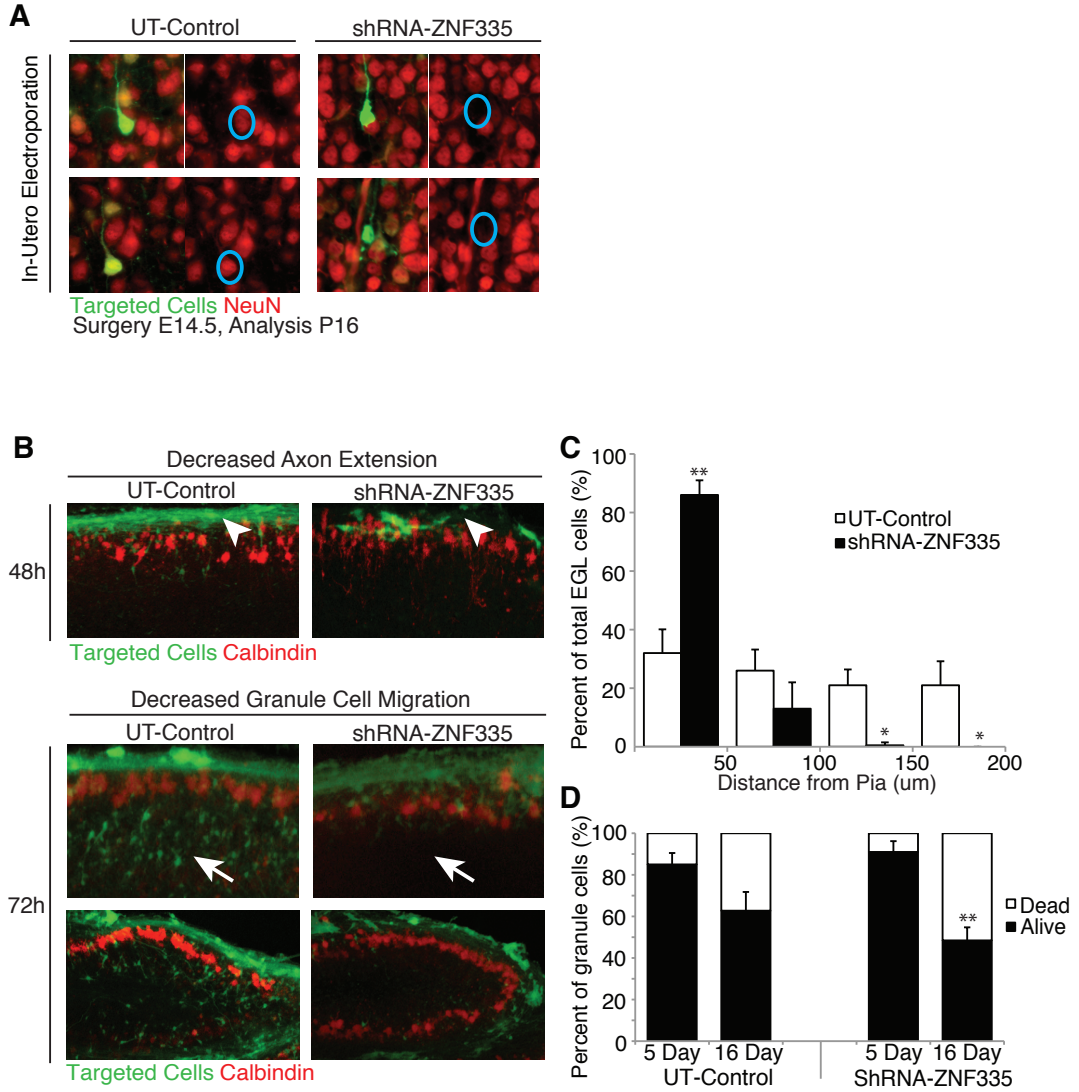 A
UT-Control
shRNA-ZNF335
In-Utero Electroporation
Targeted Cells NeuN
Surgery E14.5, Analysis P16
B
Decreased Axon Extension
UT-Control
shRNA-ZNF335
48h
Targeted Cells Calbindin
Decreased Granule Cell Migration
UT-Control
shRNA-ZNF335
72h
Targeted Cells Calbindin
C
Percent of total EGL cells (%)
100
80
60
40
20
0
**
*
*
UT-Control
shRNA-ZNF335
50
100
150
200
Distance from Pia (um)
D
Percent of granule cells (%)
100
80
60
40
20
0
**
Dead
Alive
5 Day
16 Day
5 Day
16 Day
UT-Control
ShRNA-ZNF335